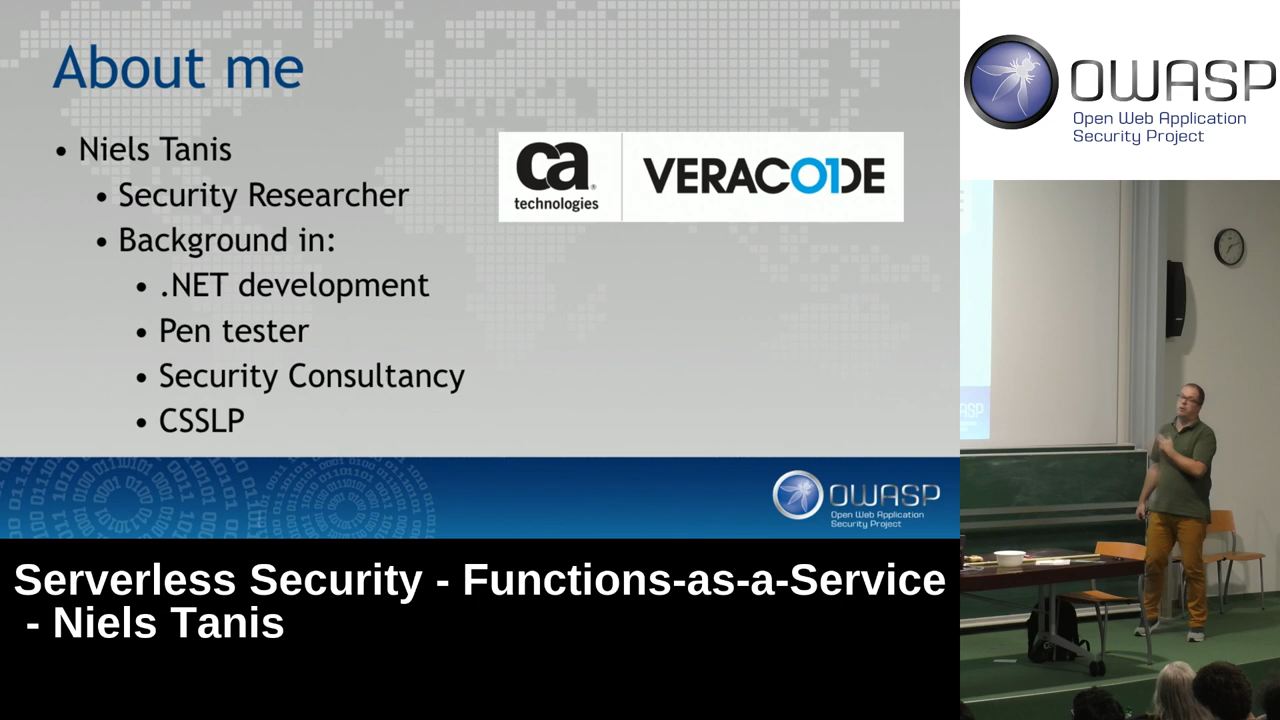 About me
• Niels Tanis
• Security Researcher
• Background in:
• .NET development
• Pen tester
• Security Consultancy
• CSSLP
ca
technologies
VERACODE
OWASP
Open Web Application
Security Project
Serverless Security - Functions-as-a-Service
- Niels Tanis
OWASP
Open Web Application
Security Project